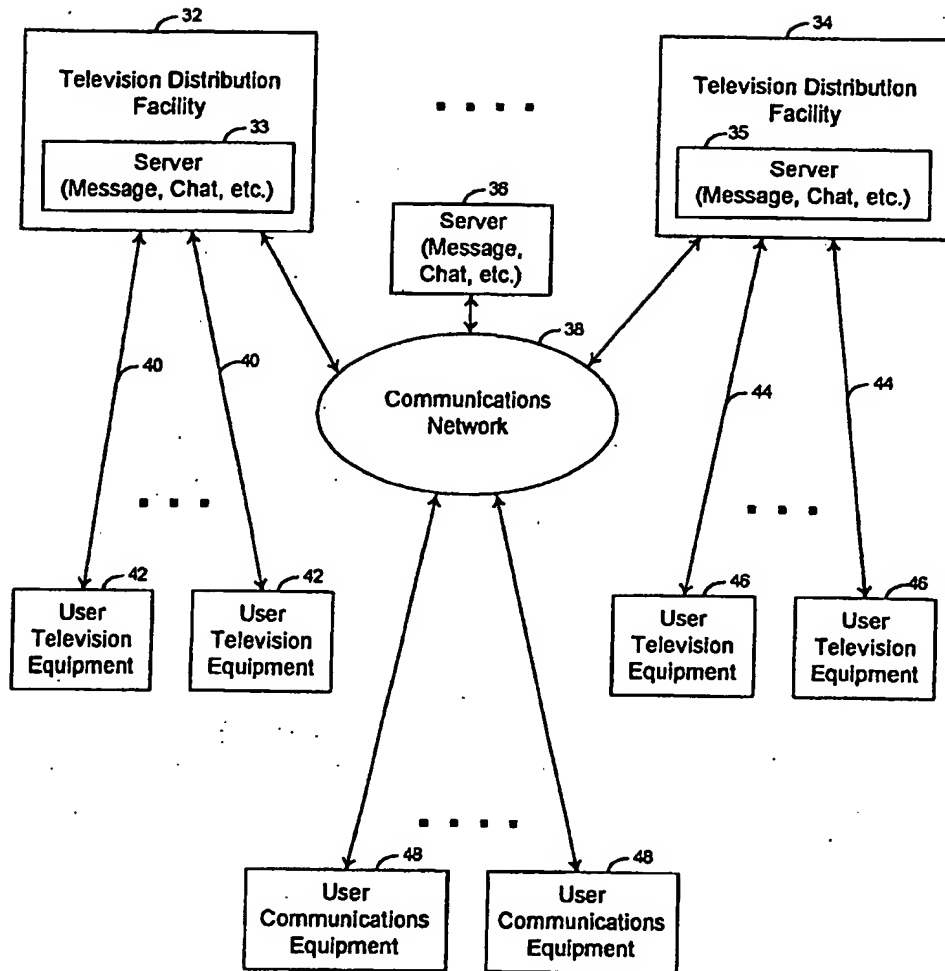 32
Television Distribution
Facility
33
Server
(Message, Chat, etc.)
34
Television Distribution
Facility
35
Server
(Message, Chat, etc.)
36
Server
(Message,
Chat, etc.)
38
Communications
Network
40
40
44
44
42
User
Television
Equipment
42
User
Television
Equipment
46
User
Television
Equipment
46
User
Television
Equipment
48
User
Communications
Equipment
48
User
Communications
Equipment